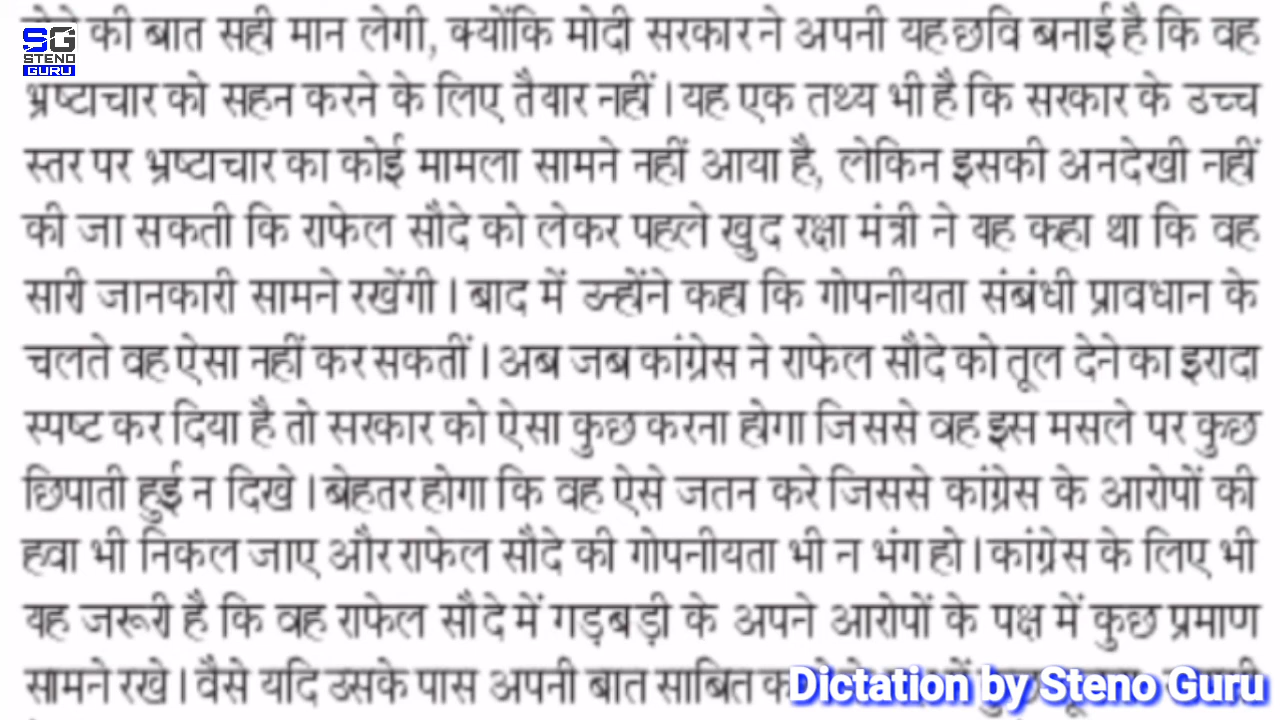 की बात सही मान लेगी, क्योंकि मोदी सरकार ने अपनी यह छवि बनाई है कि वह
भ्रष्टाचार को सहन करने के लिए तैयार नहीं । यह एक तथ्य भी है कि सरकार के उच्च
स्तर पर भ्रष्टाचार का कोई मामला सामने नहीं आया है, लेकिन इसकी अनदेखी नहीं
की जा सकती कि राफेल सौदे को लेकर पहले खुद रक्षा मंत्री ने यह कहा था कि वह
सारी जानकारी सामने रखेंगी । बाद में उन्होंने कहा कि गोपनीयता संबंधी प्रावधान के
चलते वह ऐसा नहीं कर सकतीं । अब जब कांग्रेस ने राफेल सौदे को तूल देने का इरादा
स्पष्ट कर दिया है तो सरकार को ऐसा कुछ करना होगा जिससे वह इस मसले पर कुछ
छिपाती हुई न दिखे । बेहतर होगा कि वह ऐसे जतन करे जिससे कांग्रेस के आरोपों की
हवा भी निकल जाए और राफेल सौदे की गोपनीयता भी न भंग हो । कांग्रेस के लिए भी
यह जरूरी है कि वह राफेल सौदे में गड़बड़ी के अपने आरोपों के पक्ष में कुछ प्रमाण
सामने रखे । वैसे यदि उसके पास अपनी बात साबित
SG
STENO
GURU
Dictation by Steno Guru